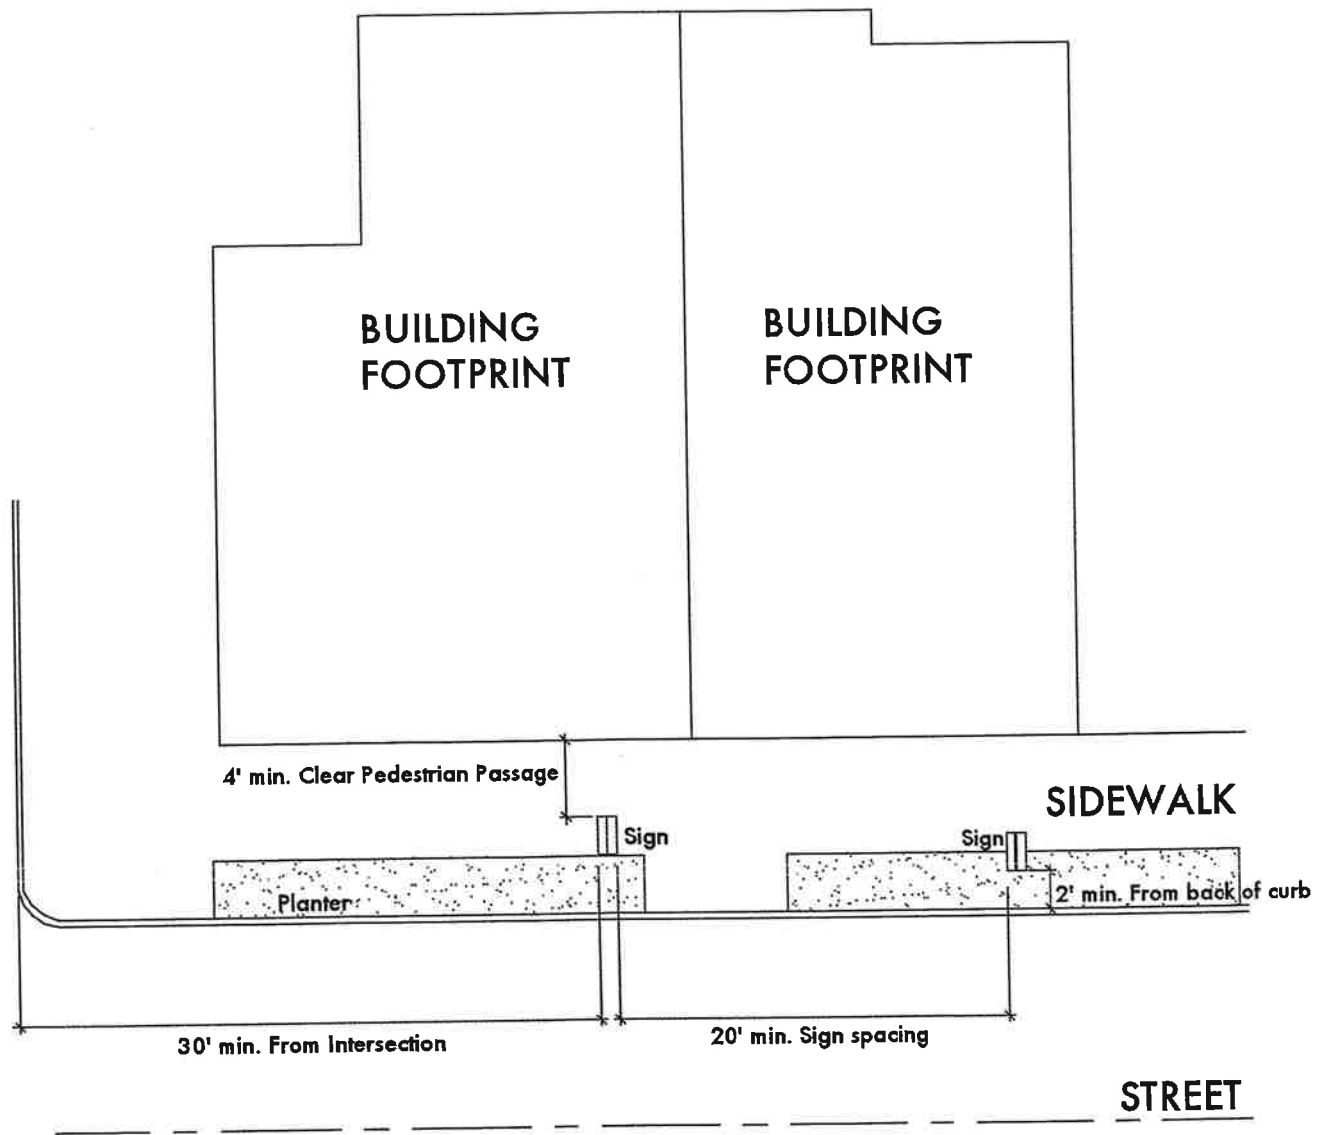 BUILDING
FOOTPRINT
BUILDING
FOOTPRINT
4' min. Clear Pedestrian Passage
SIDEWALK
Sign
Sign
Planter
2' min. From back of curb
30' min. From Intersection
20' min. Sign spacing
STREET